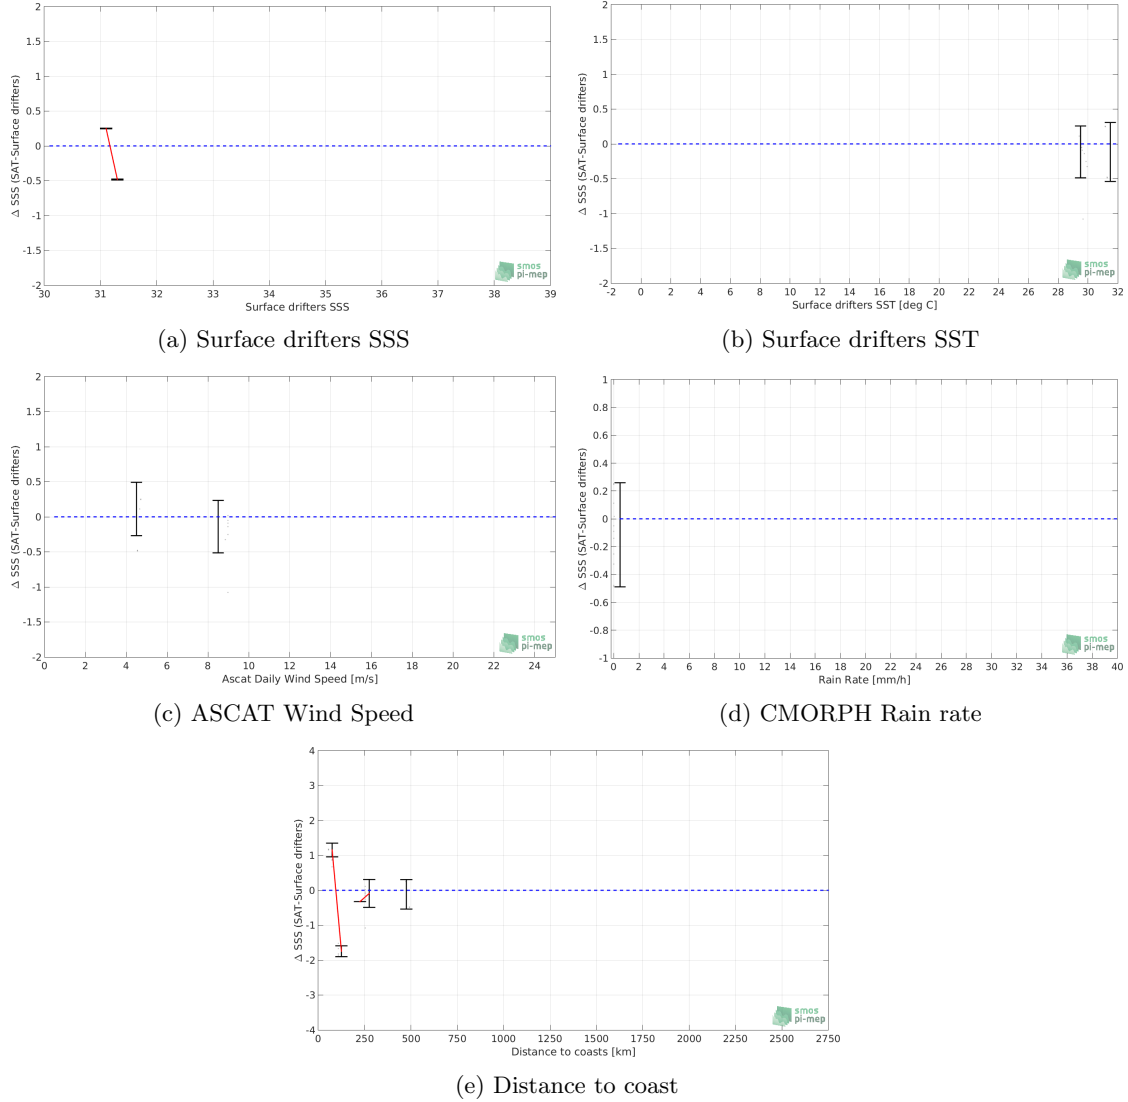 2
1.5
1
0.5
0
-0.5
-1
-1.5
-2
Δ SSS (SAT-Surface drifters)
30 31 32 33 34 35 36 37 38 39
Surface drifters SSS
smos
pi-mep
(a) Surface drifters SSS
2
1.5
1
0.5
0
-0.5
-1
-1.5
-2
Δ SSS (SAT-Surface drifters)
-2 0 2 4 6 8 10 12 14 16 18 20 22 24 26 28 30 32
Surface drifters SST [deg C]
smos
pi-mep
(b) Surface drifters SST
2
1.5
1
0.5
0
-0.5
-1
-1.5
-2
Δ SSS (SAT-Surface drifters)
0 2 4 6 8 10 12 14 16 18 20 22 24
Ascat Daily Wind Speed [m/s]
smos
pi-mep
(c) ASCAT Wind Speed
1
0.8
0.6
0.4
0.2
0
-0.2
-0.4
-0.6
-0.8
-1
Δ SSS (SAT-Surface drifters)
0 2 4 6 8 10 12 14 16 18 20 22 24 26 28 30 32 34 36 38 40
Rain Rate [mm/h]
smos
pi-mep
(d) CMORPH Rain rate
4
3
2
1
0
-1
-2
-3
-4
Δ SSS (SAT-Surface drifters)
0 250 500 750 1000 1250 1500 1750 2000 2250 2500 2750
Distance to coasts [km]
smos
pi-mep
(e) Distance to coast